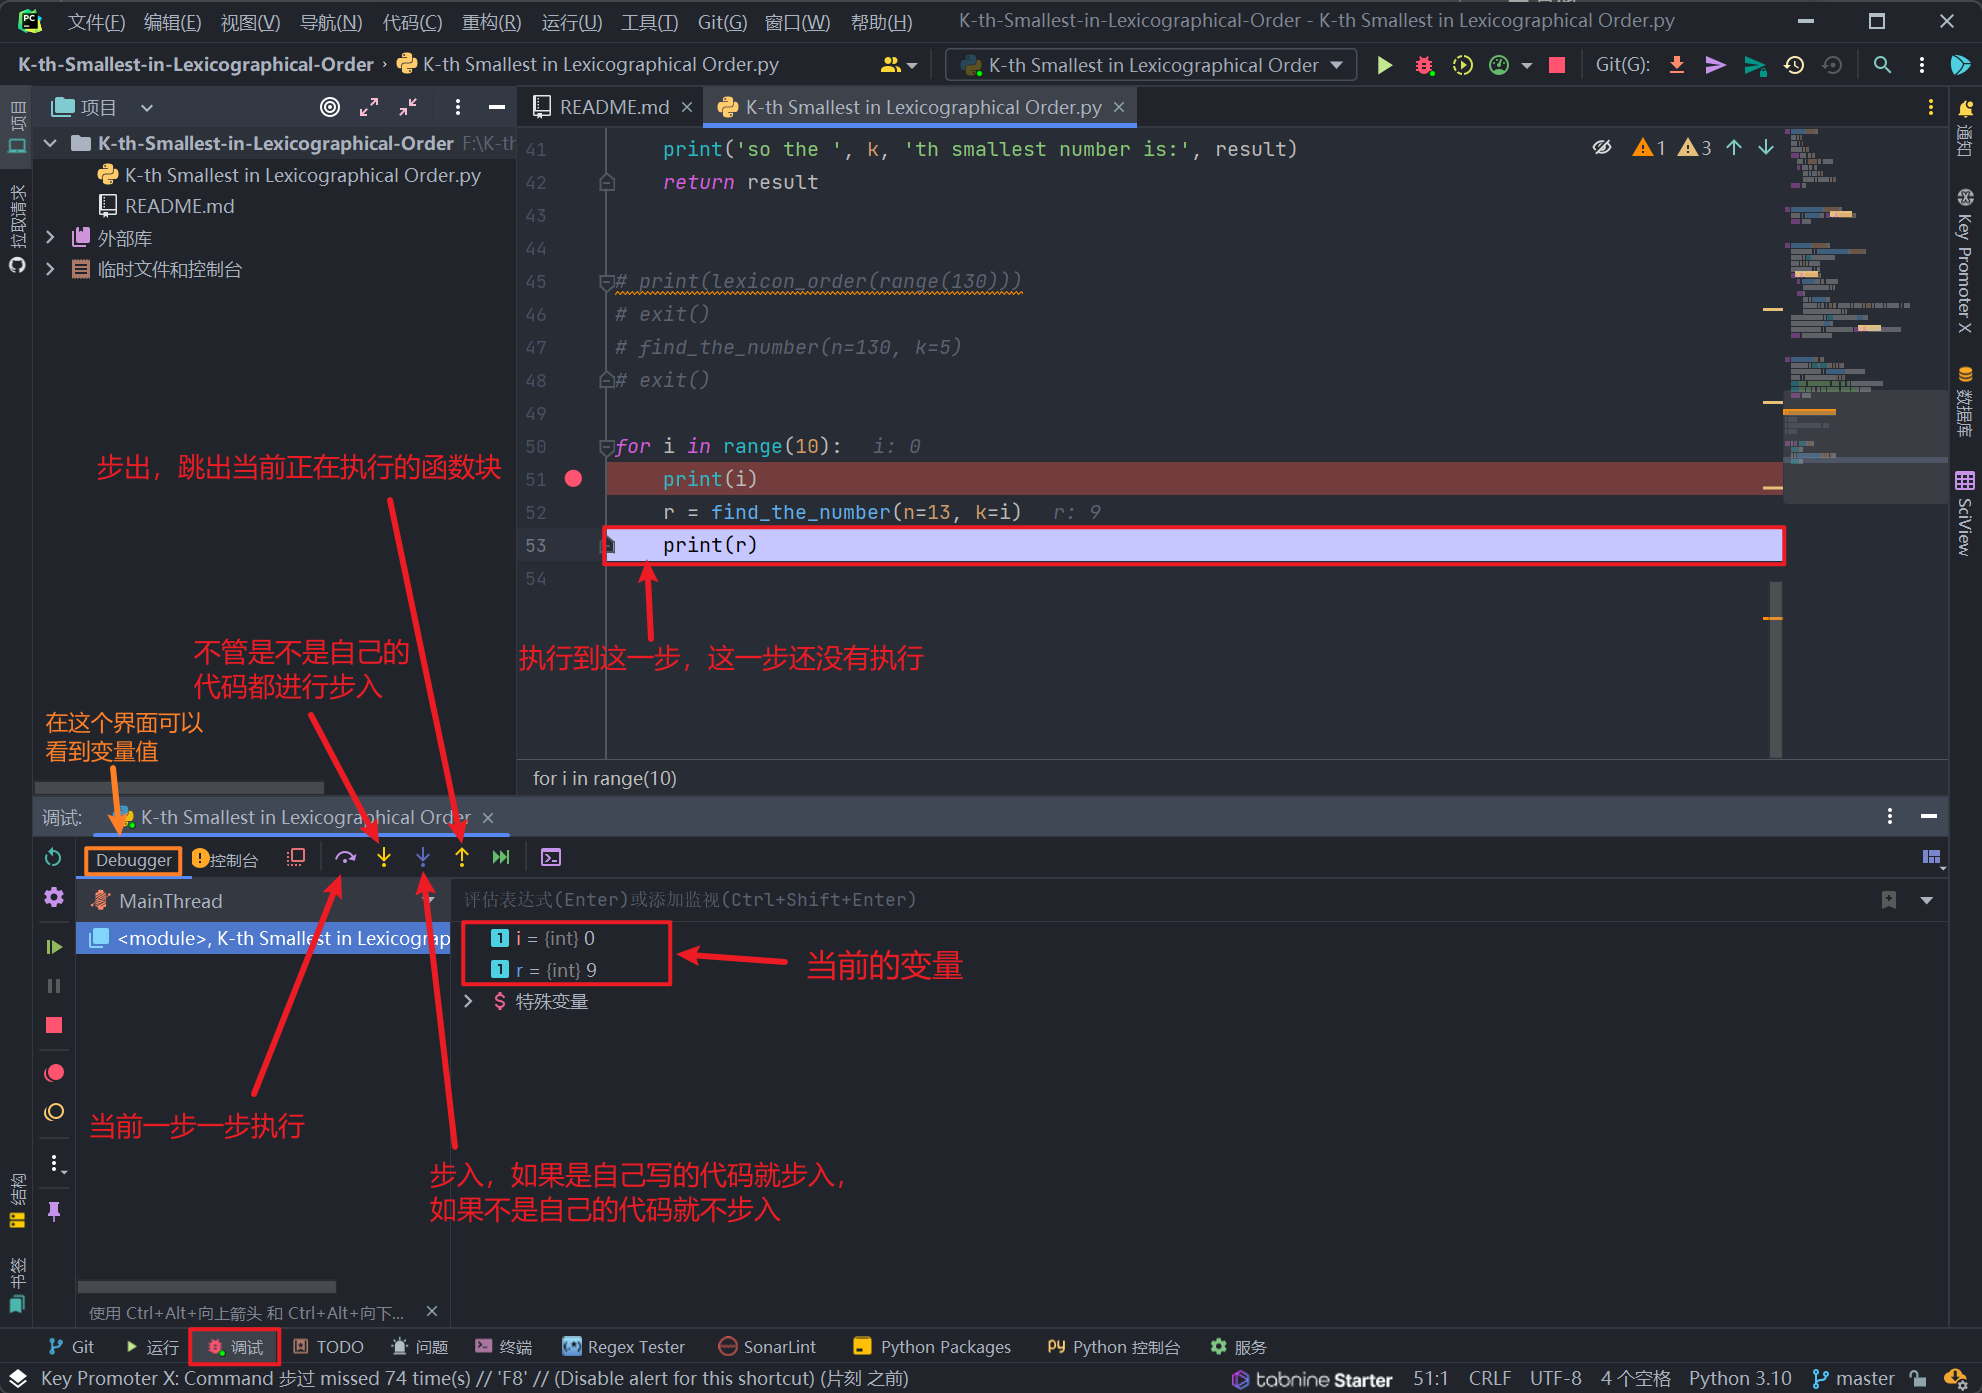 文件(F) 编辑(E) 视图(V) 导航(N) 代码(C) 重构(R) 运行(U) 工具(T) Git(G) 窗口(W) 帮助(H) K-th-Smallest-in-Lexicographical-Order - K-th Smallest in Lexicographical Order.py
K-th-Smallest-in-Lexicographical-Order › K-th Smallest in Lexicographical Order.py
K-th Smallest in Lexicographical Order
Git(G):
项目
README.md
K-th Smallest in Lexicographical Order.py
K-th-Smallest-in-Lexicographical-Order F:\K-th
K-th Smallest in Lexicographical Order.py
README.md
外部库
临时文件和控制台
项目
拉取请求
结构
书签
通知
Key Promoter X
数据库
SciView
1 3
41 print('so the ', k, 'th smallest number is:', result)
42 return result
43
44
45 # print(lexicon_order(range(130)))
46 # exit()
47 # find_the_number(n=130, k=5)
48 # exit()
49
50 for i in range(10): i: 0
51 print(i)
52 r = find_the_number(n=13, k=i) r: 9
53 print(r)
54
步出，跳出当前正在执行的函数块
不管是不是自己的
代码都进行步入
执行到这一步，这一步还没有执行
在这个界面可以
看到变量值
for i in range(10)
调试: K-th Smallest in Lexicographical Order
Debugger 控制台
MainThread
评估表达式(Enter)或添加监视(Ctrl+Shift+Enter)
<module>, K-th Smallest in Lexicograp
i = {int} 0
r = {int} 9
特殊变量
当前的变量
当前一步一步执行
步入，如果是自己写的代码就步入，
如果不是自己的代码就不步入
使用 Ctrl+Alt+向上箭头 和 Ctrl+Alt+向下...
Git 运行 调试 TODO 问题 终端 Regex Tester SonarLint Python Packages Python 控制台 服务
Key Promoter X: Command 步过 missed 74 time(s) // 'F8' // (Disable alert for this shortcut) (片刻 之前)
tabnine Starter 51:1 CRLF UTF-8 4 个空格 Python 3.10 master